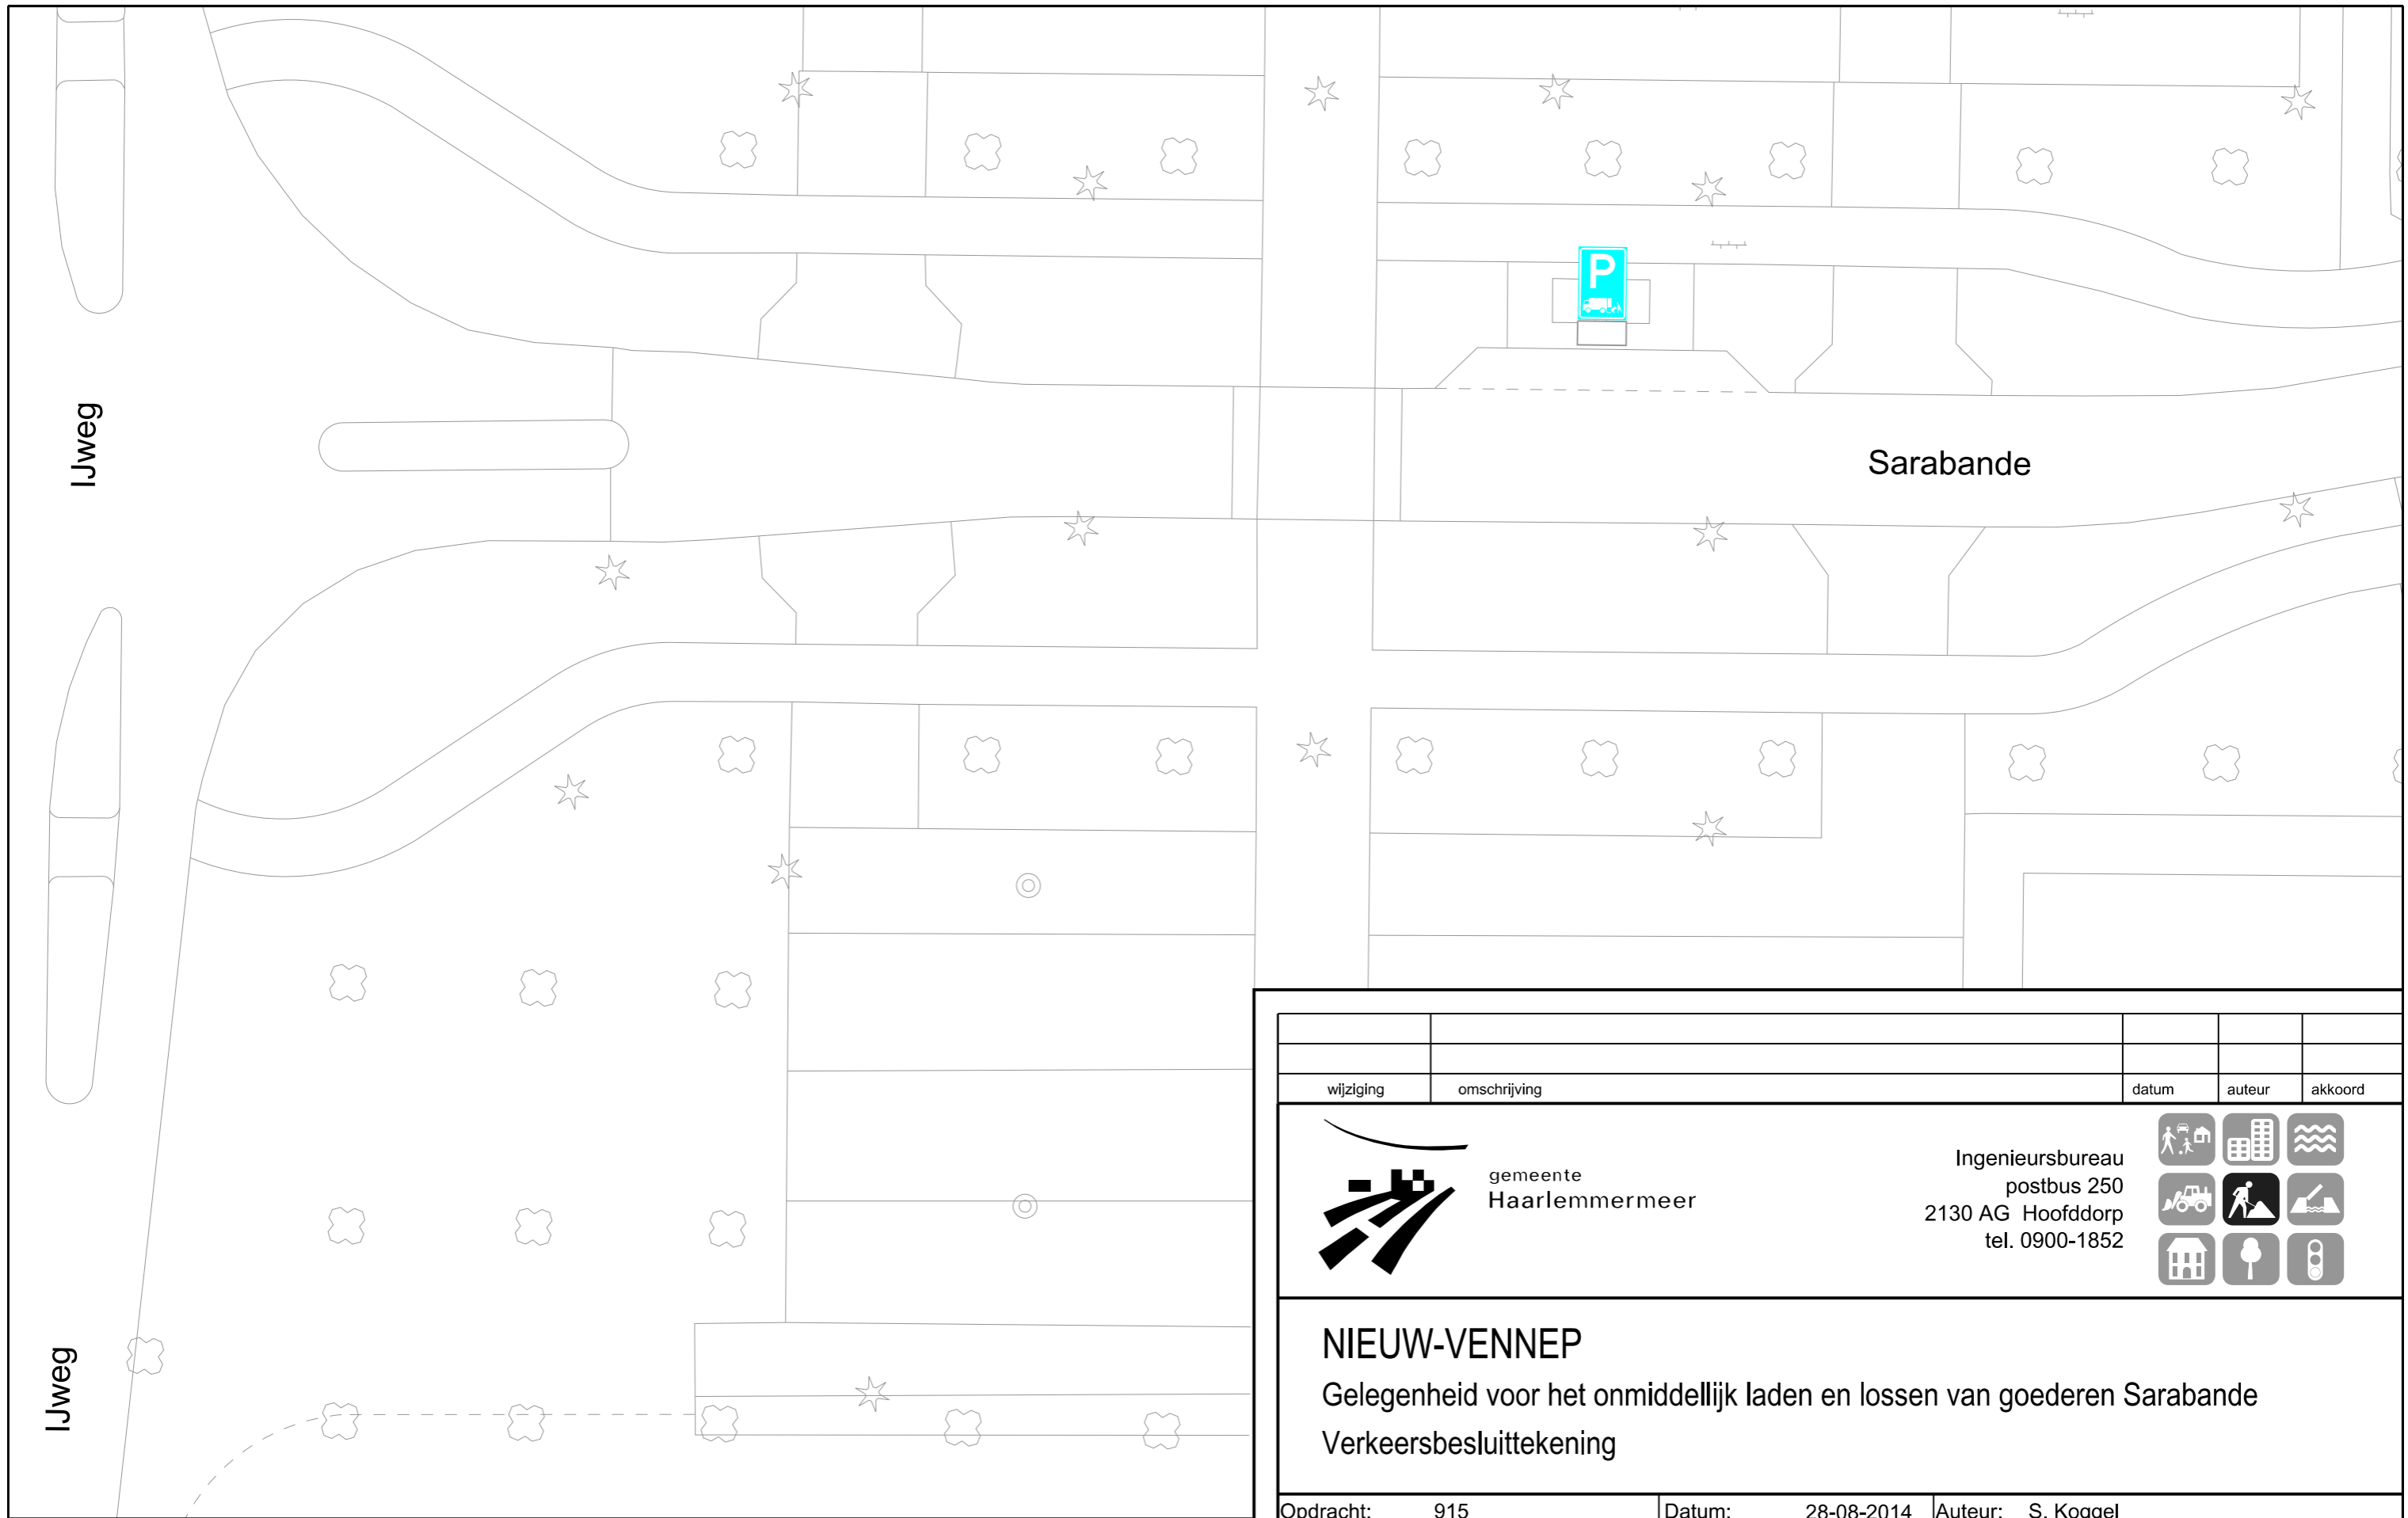 P
IJweg
Sarabande
IJweg
wijziging omschrijving datum auteur akkoord
gemeente
Haarlemmermeer
Ingenieursbureau
postbus 250
2130 AG Hoofddorp
tel. 0900-1852
NIEUW-VENNEP
Gelegenheid voor het onmiddellijk laden en lossen van goederen Sarabande
Verkeersbesluittekening
Opdracht: 915 Datum: 28-08-2014 Auteur: S. Koggel